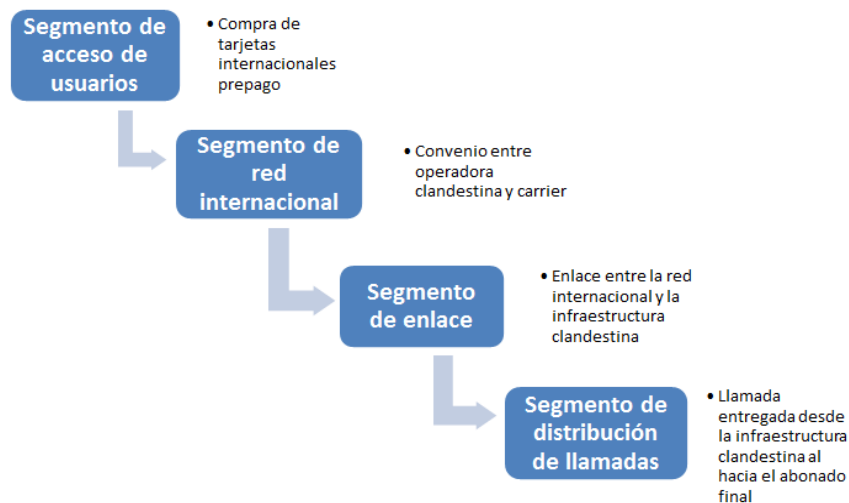 Segmento de
acceso de
usuarios
• Compra de
tarjetas
internacionales
prepago
Segmento de
red
internacional
• Convenio entre
operadora
clandestina y carrier
Segmento
de enlace
• Enlace entre la red
internacional y la
infraestructura
clandestina
Segmento de
distribución
de llamadas
• Llamada
entregada desde
la infraestructura
clandestina al
hacia el abonado
final